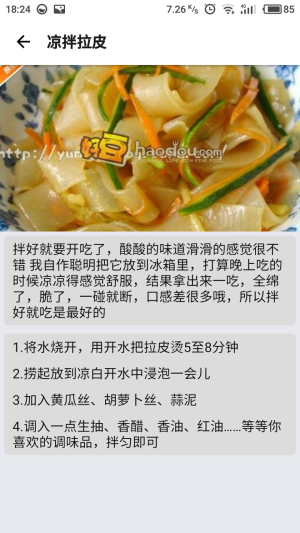 18:24
7.26 K/s
85
凉拌拉皮
好豆
haodou.com
拌好就要开吃了，酸酸的味道滑滑的感觉很不
错 我自作聪明把它放到冰箱里，打算晚上吃的
时候凉凉得感觉舒服，结果拿出来一吃，全绵
了，脆了，一碰就断，口感差很多哦，所以拌
好就吃是最好的
1.将水烧开，用开水把拉皮烫5至8分钟
2.捞起放到凉白开水中浸泡一会儿
3.加入黄瓜丝、胡萝卜丝、蒜泥
4.调入一点生抽、香醋、香油、红油......等等你
喜欢的调味品，拌匀即可